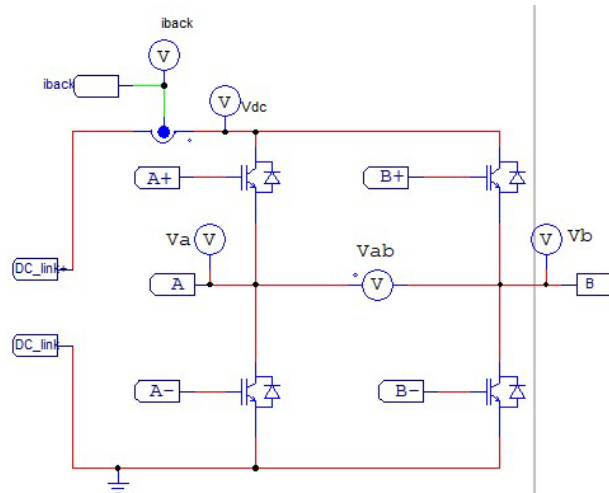 iback
V
iback
V
Vdc
A+
B+
Va
V
Vab
V
Vb
V
DC_link+
A
B
DC_link
A-
B-